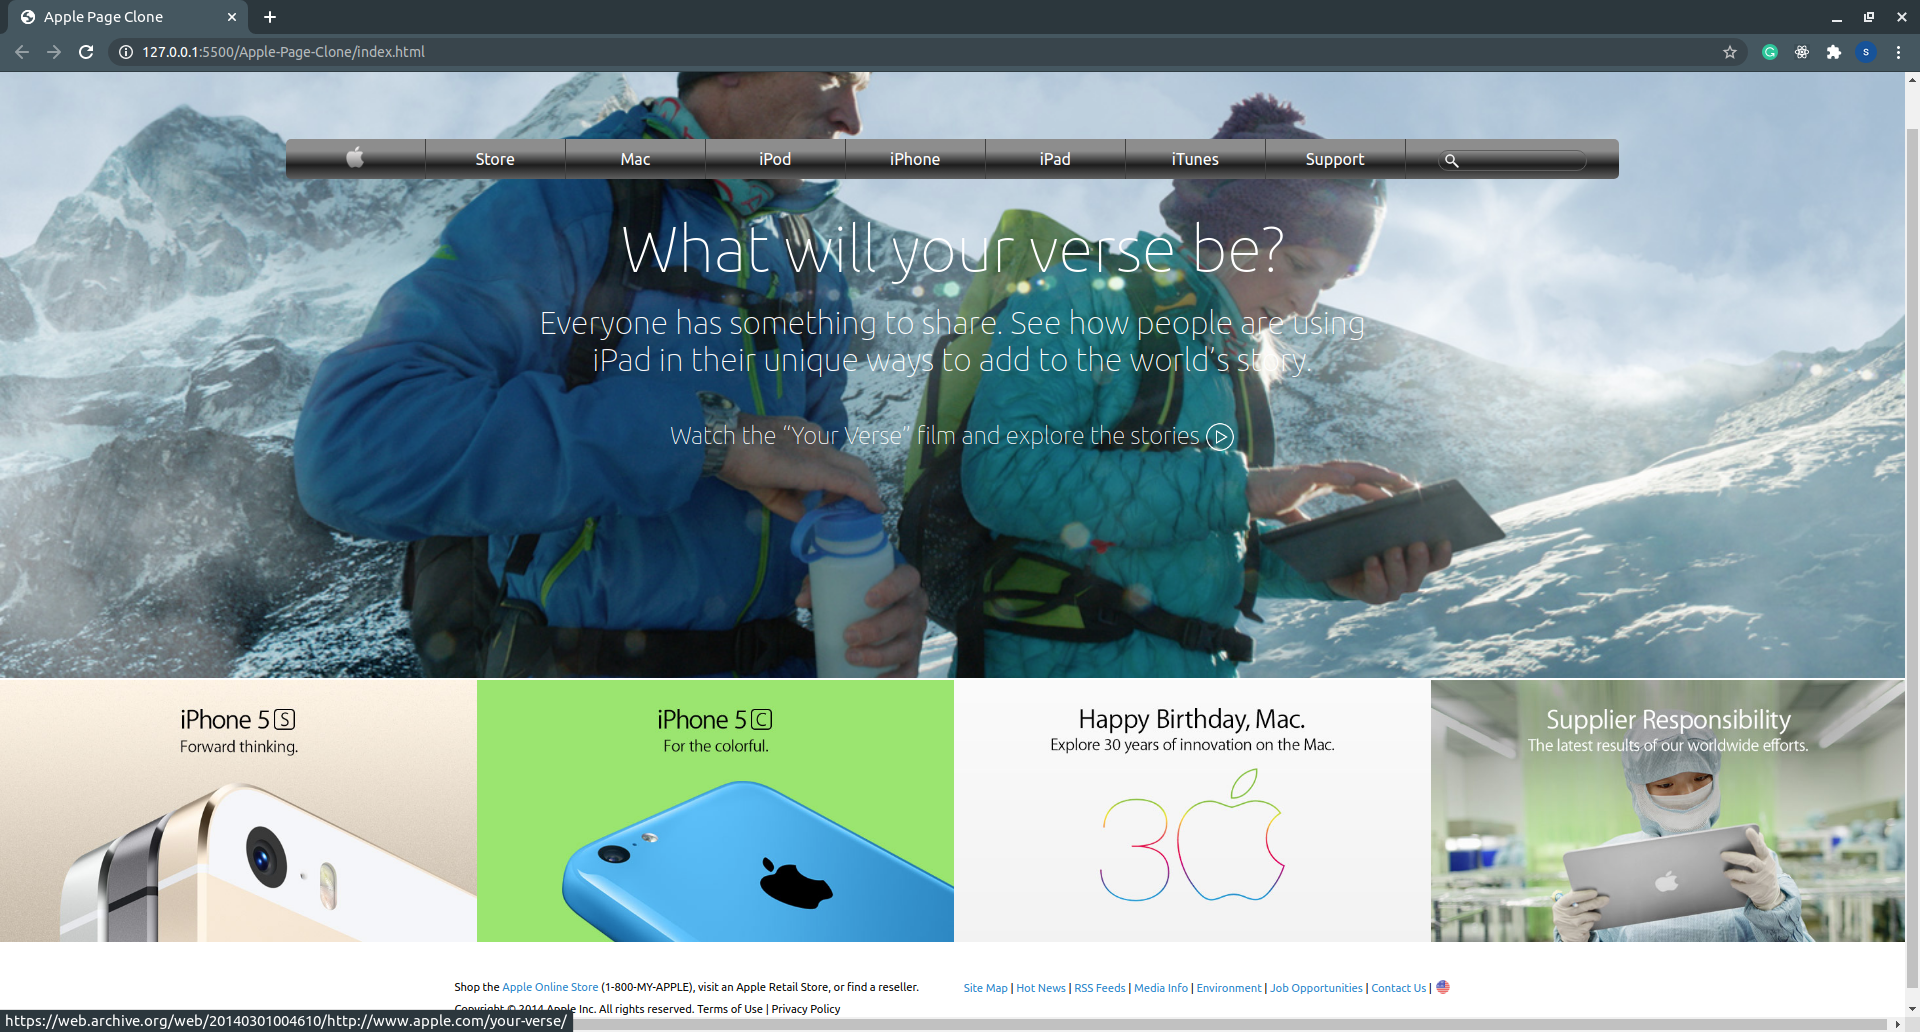 Apple Page Clone
127.0.0.1:5500/Apple-Page-Clone/index.html
S
Store Mac iPod iPhone iPad iTunes Support
What will your verse be?
Everyone has something to share. See how people are using
iPad in their unique ways to add to the world’s story.
Watch the “Your Verse” film and explore the stories
iPhone 5 S
Forward thinking.
iPhone 5 C
For the colorful.
Happy Birthday, Mac.
Explore 30 years of innovation on the Mac.
30
Supplier Responsibility
The latest results of our worldwide efforts.
Shop the Apple Online Store (1-800-MY-APPLE), visit an Apple Retail Store, or find a reseller.
Site Map | Hot News | RSS Feeds | Media Info | Environment | Job Opportunities | Contact Us |
Copyright © 2014 Apple Inc. All rights reserved. Terms of Use | Privacy Policy
https://web.archive.org/web/20140301004610/http://www.apple.com/your-verse/